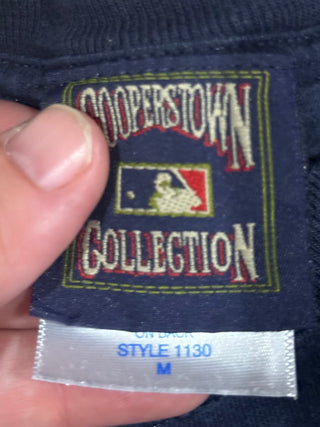 COOPERSTOWN
COLLECTION
ON BACK
STYLE 1130
M